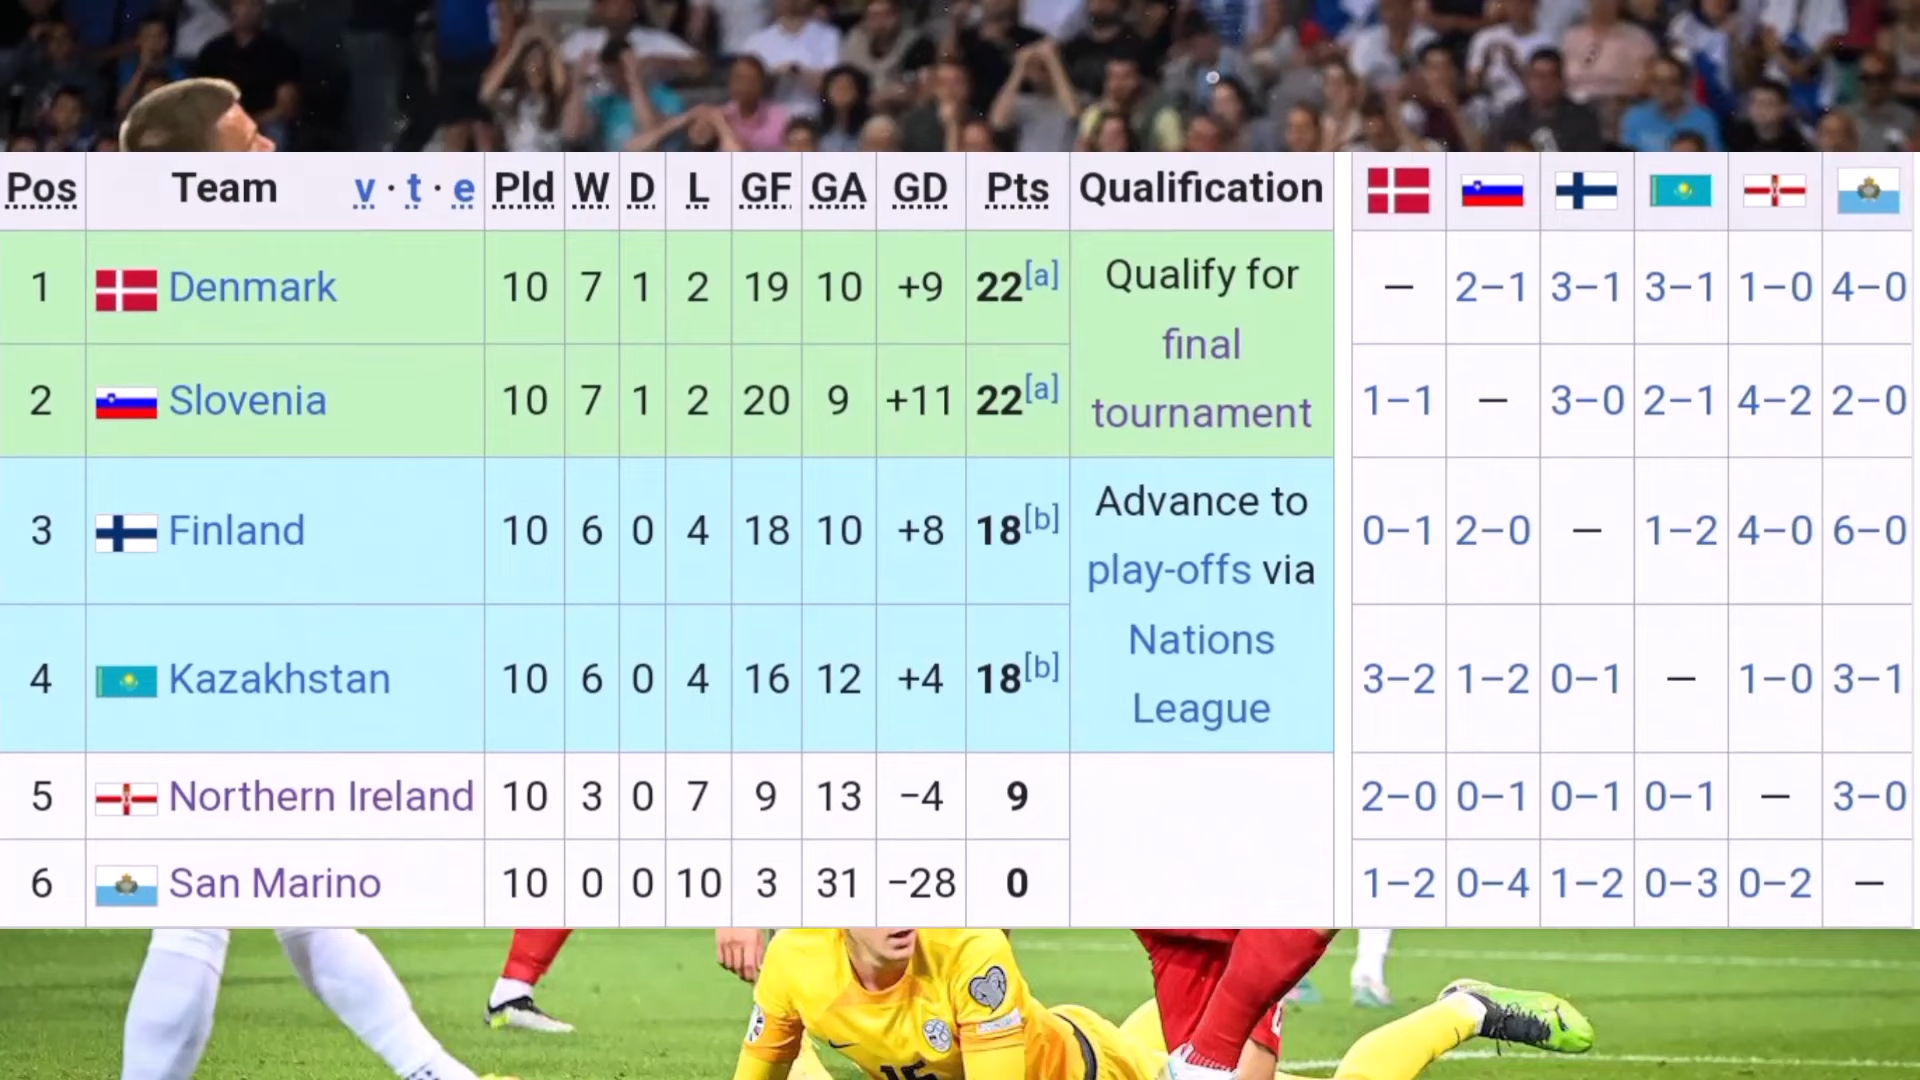 Pos Team v · t · e Pld W D L GF GA GD Pts Qualification
1 Denmark 10 7 1 2 19 10 +9 22[a] Qualify for final tournament — 2–1 3–1 3–1 1–0 4–0
2 Slovenia 10 7 1 2 20 9 +11 22[a] 1–1 — 3–0 2–1 4–2 2–0
3 Finland 10 6 0 4 18 10 +8 18[b] Advance to play-offs via Nations League 0–1 2–0 — 1–2 4–0 6–0
4 Kazakhstan 10 6 0 4 16 12 +4 18[b] 3–2 1–2 0–1 — 1–0 3–1
5 Northern Ireland 10 3 0 7 9 13 −4 9 2–0 0–1 0–1 0–1 — 3–0
6 San Marino 10 0 0 10 3 31 −28 0 1–2 0–4 1–2 0–3 0–2 —
16